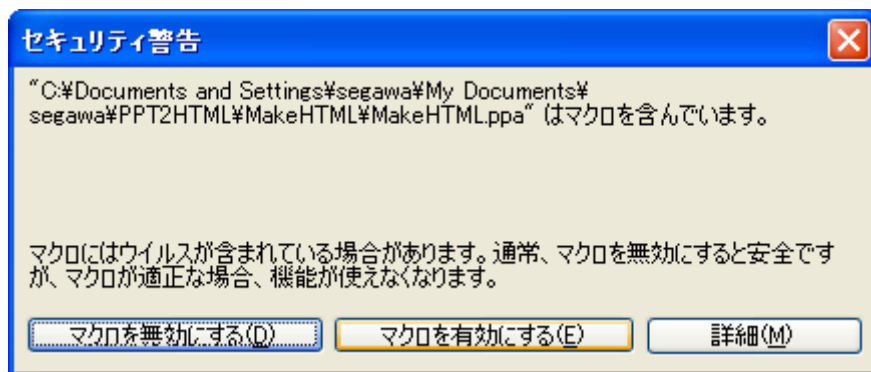 セキュリティ警告
"C:¥Documents and Settings¥segawa¥My Documents¥
segawa¥PPT2HTML¥MakeHTML¥MakeHTML.ppa" はマクロを含んでいます。
マクロにはウイルスが含まれている場合があります。通常、マクロを無効にすると安全です
が、マクロが適正な場合、機能が使えなくなります。
マクロを無効にする(D) マクロを有効にする(E) 詳細(M)